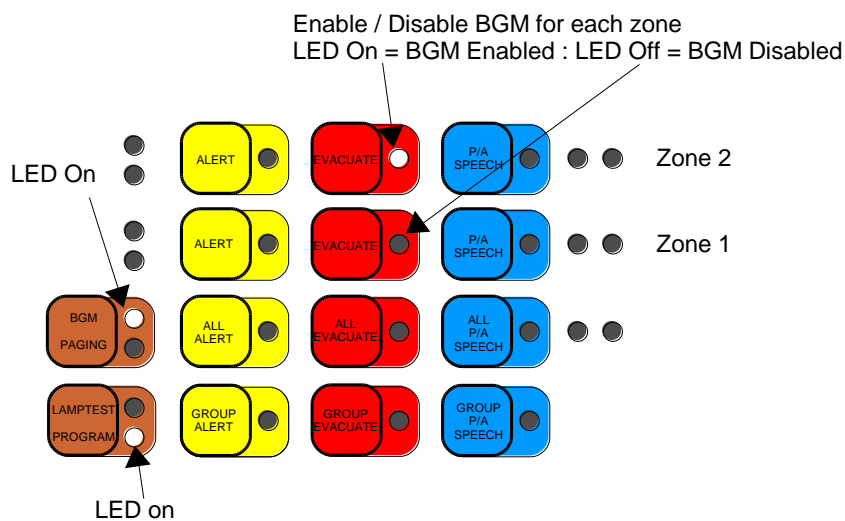 Enable / Disable BGM for each zone
LED On = BGM Enabled : LED Off = BGM Disabled
ALERT
EVACUATE
P/A
SPEECH
Zone 2
LED On
ALERT
EVACUATE
P/A
SPEECH
Zone 1
BGM
PAGING
ALL
ALERT
ALL
EVACUATE
ALL
P/A
SPEECH
LAMPTEST
PROGRAM
GROUP
ALERT
GROUP
EVACUATE
GROUP
P/A
SPEECH
LED on